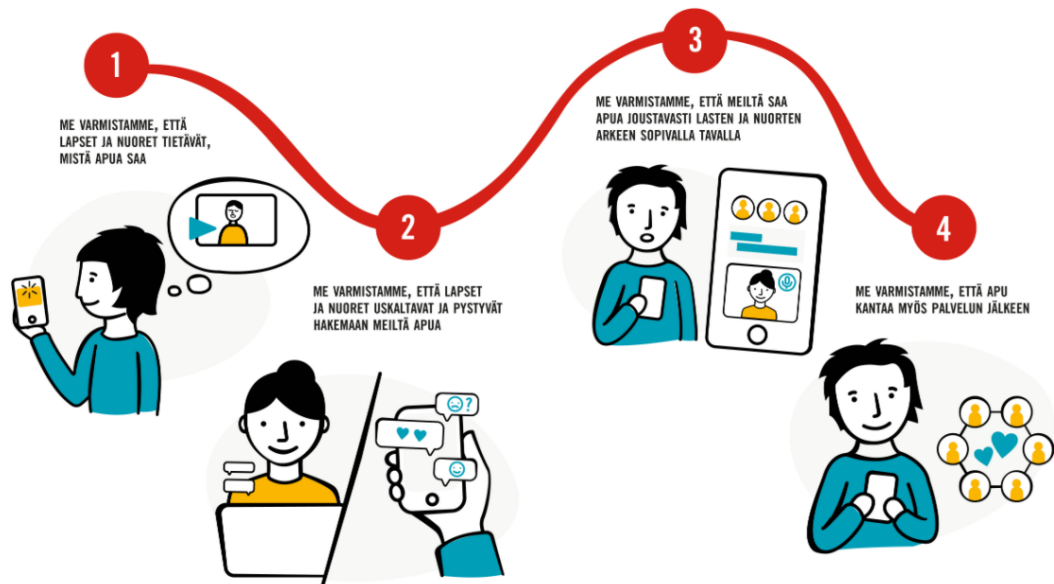 1
ME VARMISTAMME, ETTÄ
LAPSET JA NUORET TIETÄVÄT,
MISTÄ APUA SAA
2
ME VARMISTAMME, ETTÄ LAPSET
JA NUORET USKALTAVAT JA PYSTYVÄT
HAKEMAAN MEILTÄ APUA
?
3
ME VARMISTAMME, ETTÄ MEILTÄ SAA
APUA JOUSTAVASTI LASTEN JA NUORTEN
ARKEEN SOPIVALLA TAVALLA
4
ME VARMISTAMME, ETTÄ APU
KANTAA MYÖS PALVELUN JÄLKEEN